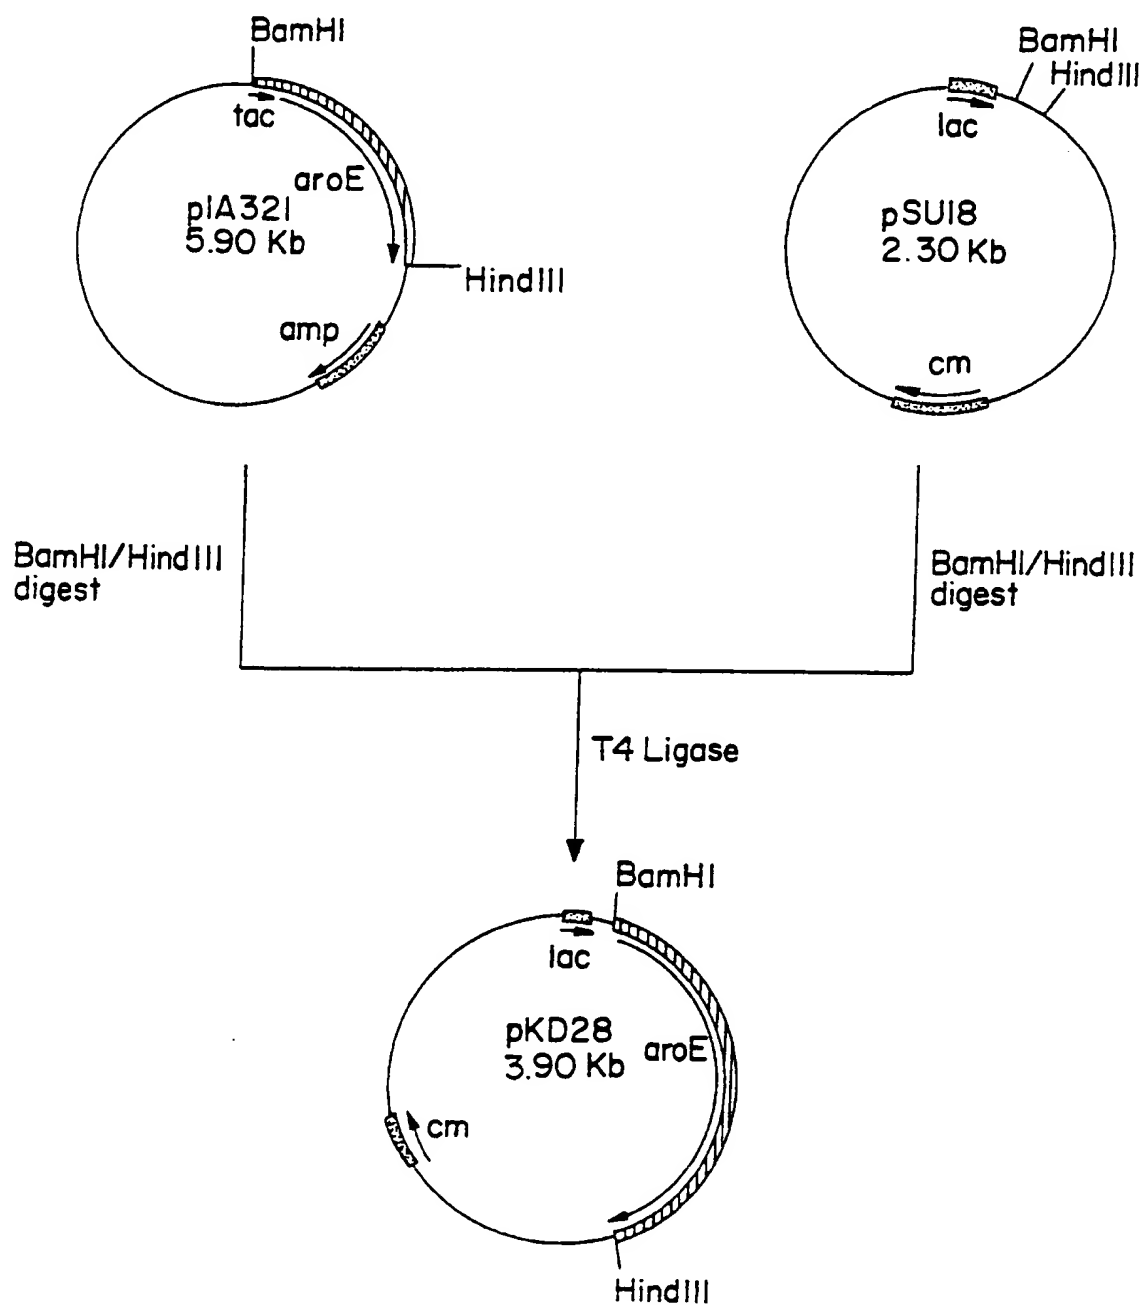 BamHI
tac
aroE
pIA321
5.90 Kb
HindIII
amp
BamHI
HindIII
lac
pSU18
2.30 Kb
cm
BamHI/HindIII
digest
BamHI/HindIII
digest
T4 Ligase
BamHI
lac
pKD28
3.90 Kb
aroE
cm
HindIII